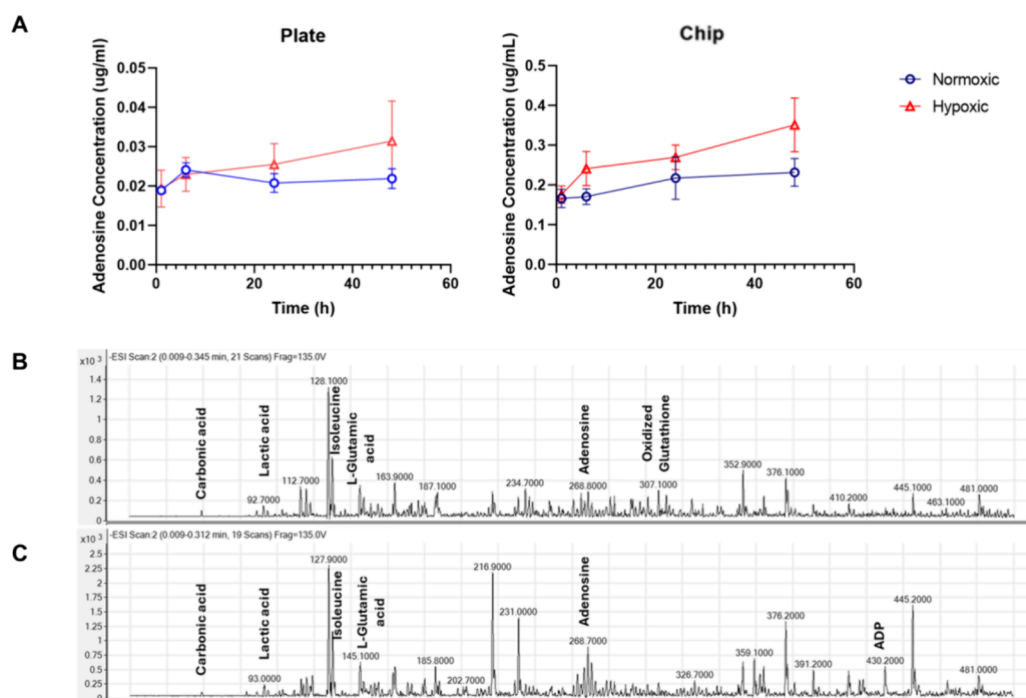 A
Plate
Adenosine Concentration (ug/ml)
0.05
0.04
0.03
0.02
0.01
0.00
0
20
40
60
Time (h)
Chip
Adenosine Concentration (ug/mL)
0.5
0.4
0.3
0.2
0.1
0.0
0
20
40
60
Time (h)
Normoxic
Hypoxic
B
x10 3
-ESI Scan:2 (0.009-0.345 min, 21 Scans) Frag=135.0V
1.4
1.2
1
0.8
0.6
0.4
0.2
0
Carbonic acid
Lactic acid
92.7000
112.7000
128.1000
Isoleucine
L-Glutamic
acid
163.9000
187.1000
234.7000
Adenosine
268.8000
Oxidized
Glutathione
307.1000
352.9000
376.1000
410.2000
445.1000
463.1000
481.0000
C
x10 3
-ESI Scan:2 (0.009-0.312 min, 19 Scans) Frag=135.0V
2.5
2.25
2
1.75
1.5
1.25
1
0.75
0.5
0.25
0
Carbonic acid
Lactic acid
93.0000
127.9000
Isoleucine
L-Glutamic
acid
145.1000
185.8000
202.7000
216.9000
231.0000
Adenosine
268.7000
326.7000
359.1000
376.2000
391.2000
ADP
430.2000
445.2000
481.0000